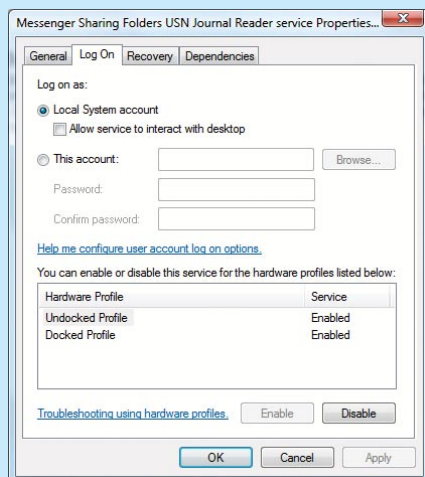 Messenger Sharing Folders USN Journal Reader service Properties...
General Log On Recovery Dependencies
Log on as:
Local System account
Allow service to interact with desktop
This account: Browse...
Password:
Confirm password:
Help me configure user account log on options.
You can enable or disable this service for the hardware profiles listed below:
Hardware Profile Service
Undocked Profile Enabled
Docked Profile Enabled
Troubleshooting using hardware profiles. Enable Disable
OK Cancel Apply